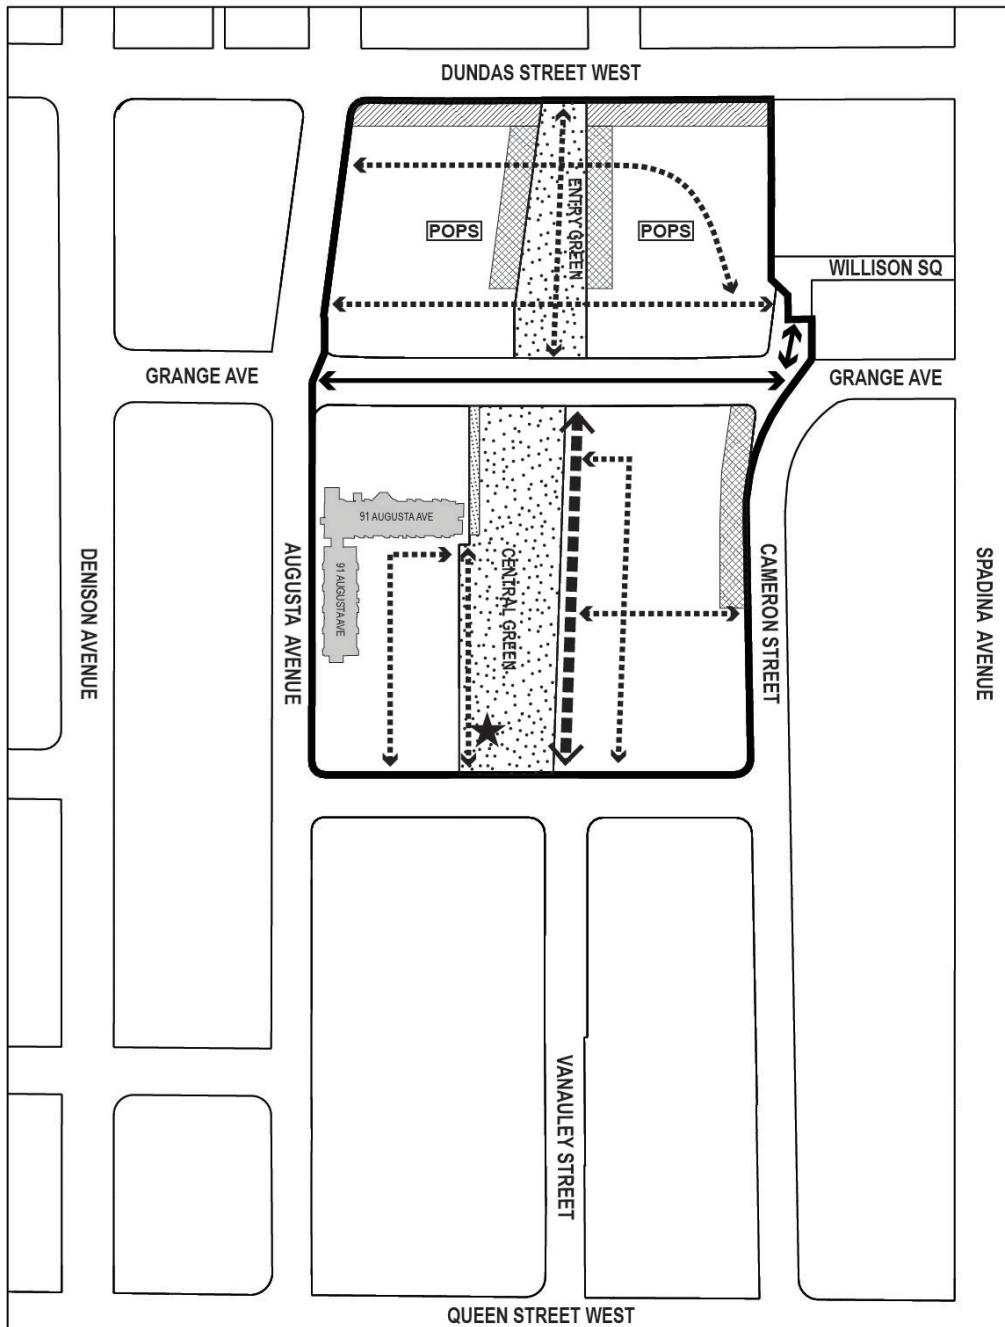 DUNDAS STREET WEST
ENTRY GREEN
POPS
POPS
WILLISON SQ
GRANGE AVE
GRANGE AVE
91 AUGUSTA AVE
91 AUGUSTA AVE
CENTRAL GREEN
DENISON AVENUE
AUGUSTA AVENUE
CAMERON STREET
SPADINA AVENUE
VANAULEY STREET
QUEEN STREET WEST